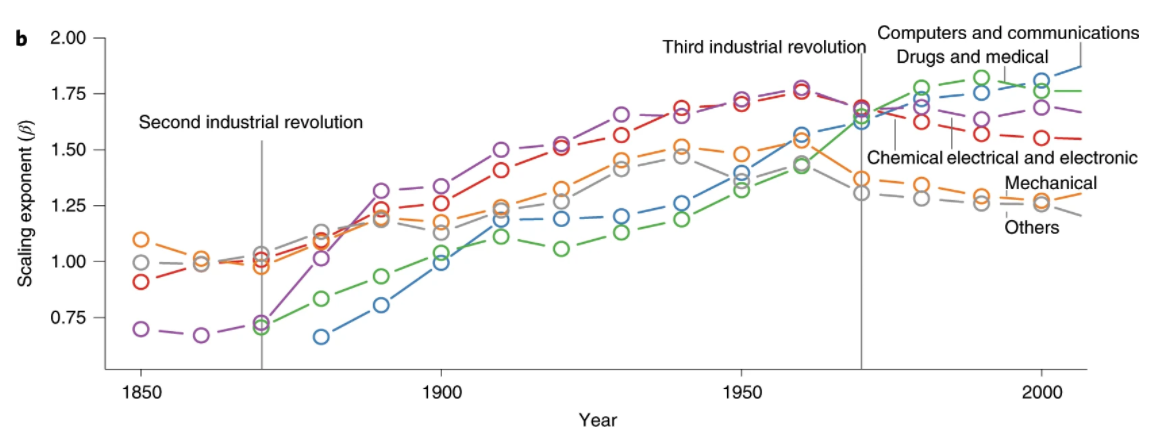 b
2.00
1.75
1.50
1.25
1.00
0.75
Scaling exponent (β)
Second industrial revolution
Third industrial revolution
Computers and communications
Drugs and medical
Chemical electrical and electronic
Mechanical
Others
1850
1900
1950
2000
Year